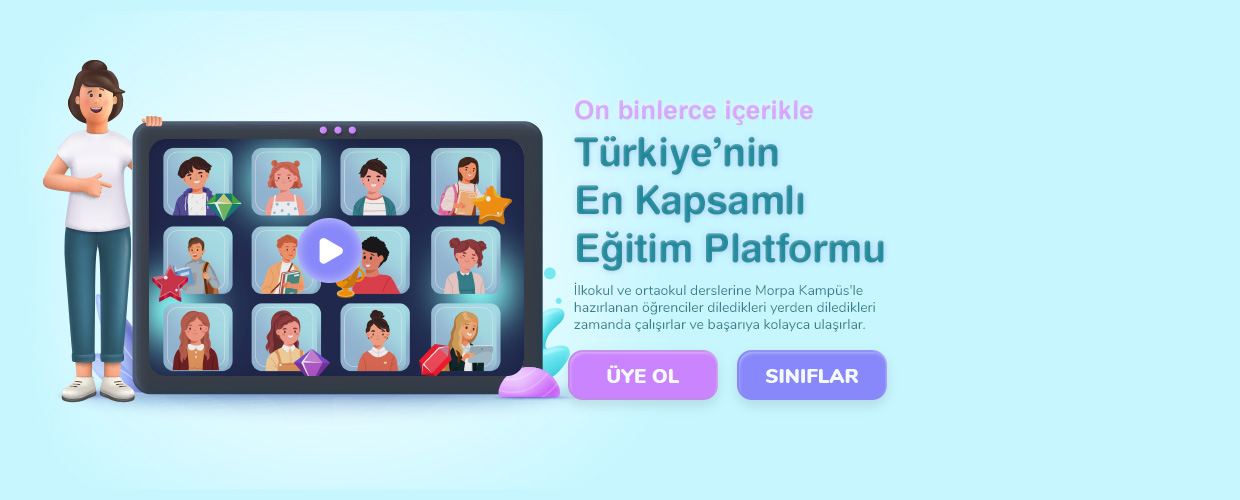 On binlerce içerikle
Türkiye’nin
En Kapsamlı
Eğitim Platformu
İlkokul ve ortaokul derslerine Morpa Kampüs'le
hazırlanan öğrenciler diledikleri yerden diledikleri
zamanda çalışırlar ve başarıya kolayca ulaşırlar.
ÜYE OL
SINIFLAR